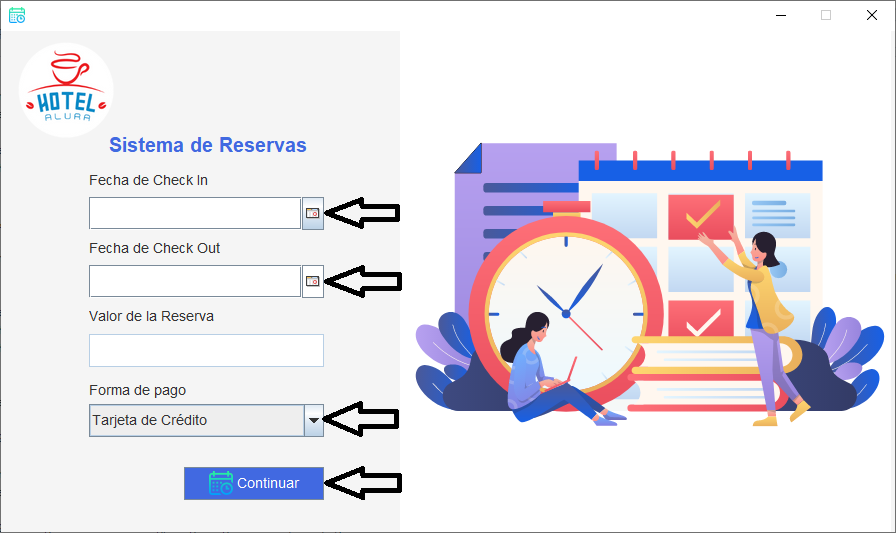 HOTEL
ALURA
Sistema de Reservas
Fecha de Check In
Fecha de Check Out
Valor de la Reserva
Forma de pago
Tarjeta de Crédito
Continuar